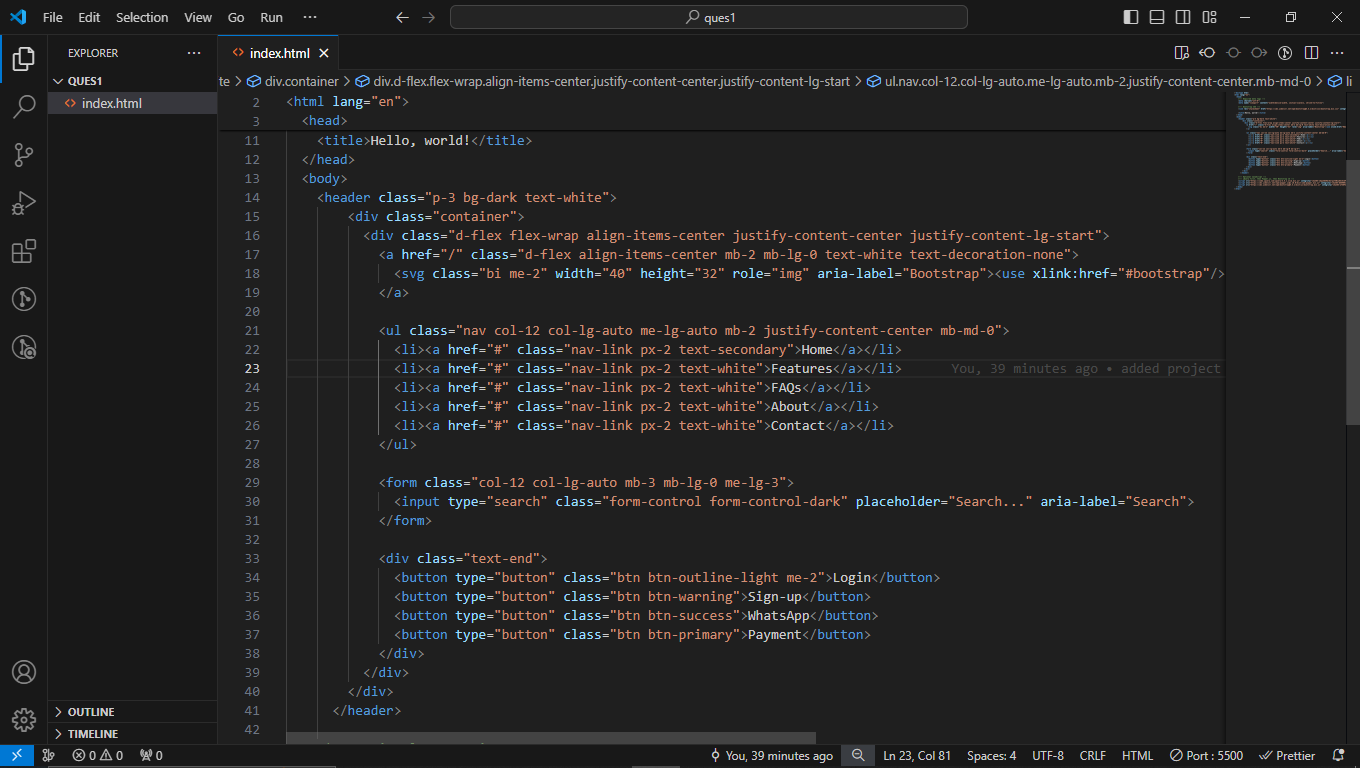 File Edit Selection View Go Run ···
ques1
EXPLORER ···
QUES1
index.html
index.html
te > div.container > div.d-flex.flex-wrap.align-items-center.justify-content-center.justify-content-lg-start > ul.nav.col-12.col-lg-auto.me-lg-auto.mb-2.justify-content-center.mb-md-0 > li
2 <html lang="en">
3 <head>
11 <title>Hello, world!</title>
12 </head>
13 <body>
14 <header class="p-3 bg-dark text-white">
15 <div class="container">
16 <div class="d-flex flex-wrap align-items-center justify-content-center justify-content-lg-start">
17 <a href="/" class="d-flex align-items-center mb-2 mb-lg-0 text-white text-decoration-none">
18 <svg class="bi me-2" width="40" height="32" role="img" aria-label="Bootstrap"><use xlink:href="#bootstrap"/>
19 </a>
20
21 <ul class="nav col-12 col-lg-auto me-lg-auto mb-2 justify-content-center mb-md-0">
22 <li><a href="#" class="nav-link px-2 text-secondary">Home</a></li>
23 <li><a href="#" class="nav-link px-2 text-white">Features</a></li> You, 39 minutes ago • added project
24 <li><a href="#" class="nav-link px-2 text-white">FAQs</a></li>
25 <li><a href="#" class="nav-link px-2 text-white">About</a></li>
26 <li><a href="#" class="nav-link px-2 text-white">Contact</a></li>
27 </ul>
28
29 <form class="col-12 col-lg-auto mb-3 mb-lg-0 me-lg-3">
30 <input type="search" class="form-control form-control-dark" placeholder="Search..." aria-label="Search">
31 </form>
32
33 <div class="text-end">
34 <button type="button" class="btn btn-outline-light me-2">Login</button>
35 <button type="button" class="btn btn-warning">Sign-up</button>
36 <button type="button" class="btn btn-success">WhatsApp</button>
37 <button type="button" class="btn btn-primary">Payment</button>
38 </div>
39 </div>
40 </div>
41 </header>
42
OUTLINE
TIMELINE
0 0 0 You, 39 minutes ago Ln 23, Col 81 Spaces: 4 UTF-8 CRLF HTML Port : 5500 Prettier